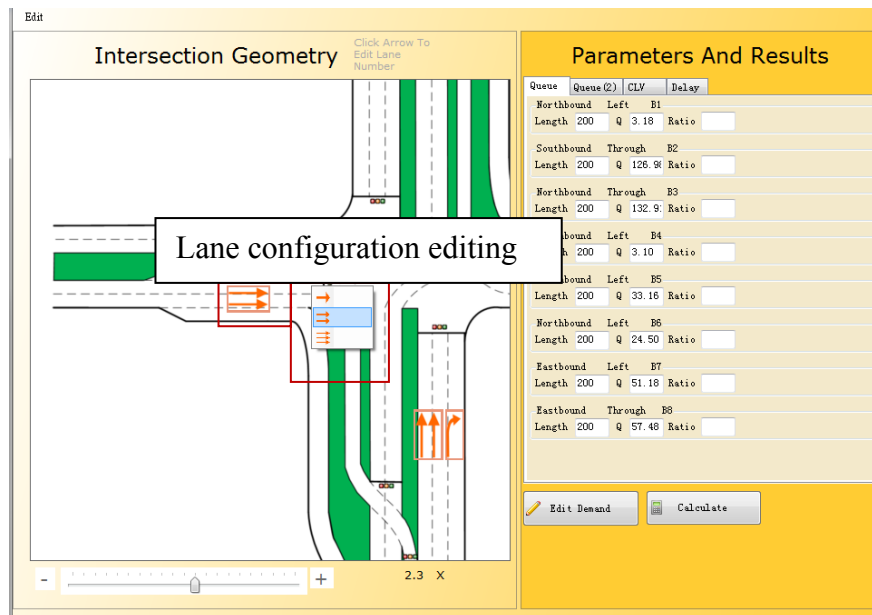 Edit
Intersection Geometry
Click Arrow To
Edit Lane
Number
Lane configuration editing
- +
2.3 X
Parameters And Results
Queue Queue(2) CLV Delay
Northbound Left B1
Length 200 Q 3.18 Ratio
Southbound Through B2
Length 200 Q 126.9 Ratio
Northbound Through B3
Length 200 Q 132.9 Ratio
bound Left B4
Length 200 Q 3.10 Ratio
bound Left B5
Length 200 Q 33.16 Ratio
Northbound Left B6
Length 200 Q 24.50 Ratio
Eastbound Left B7
Length 200 Q 51.18 Ratio
Eastbound Through B8
Length 200 Q 57.48 Ratio
Edit Demand Calculate